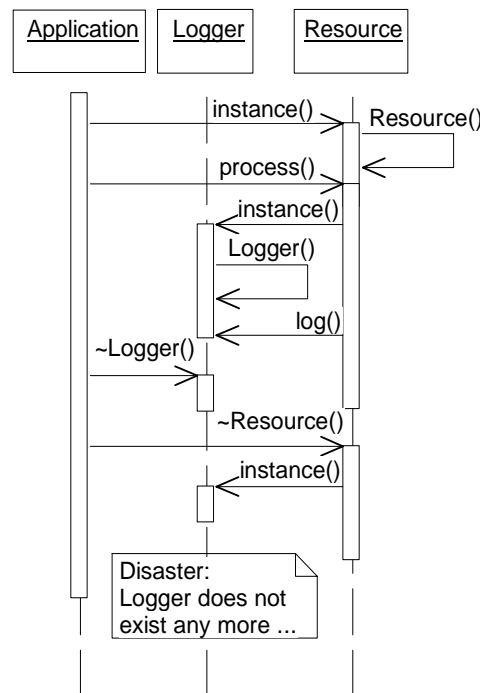 Application
Logger
Resource
instance()
Resource()
process()
instance()
Logger()
log()
~Logger()
~Resource()
instance()
Disaster:
Logger does not
exist any more ...